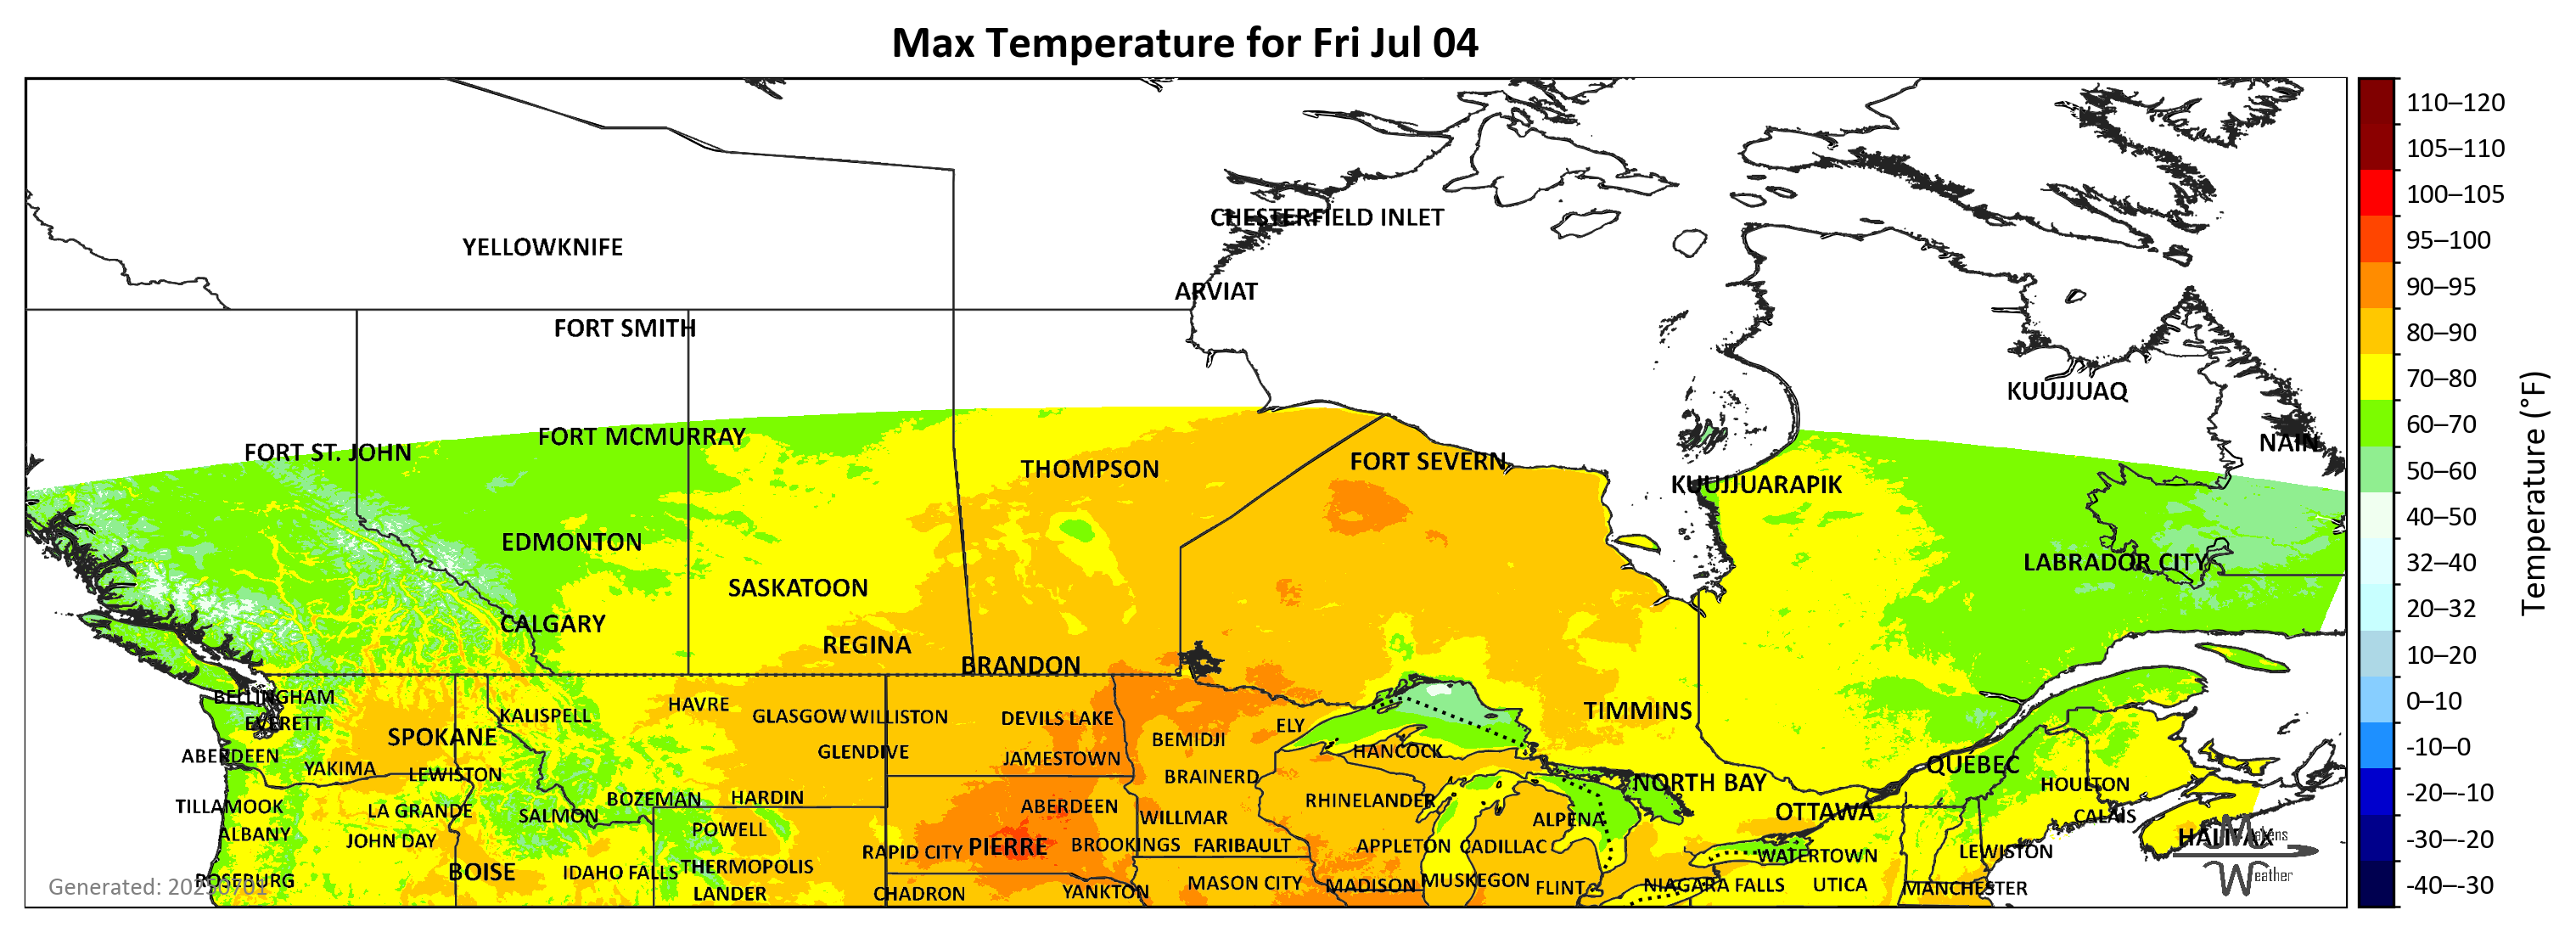 Max Temperature for Fri Jul 04
CHESTERFIELD INLET
YELLOWKNIFE
ARVIAT
FORT SMITH
KUUJJUAQ
FORT MCMURRAY
NAIN
FORT ST. JOHN
THOMPSON
FORT SEVERN
KUUJJUARAPIK
EDMONTON
LABRADOR CITY
SASKATOON
CALGARY
REGINA
BRANDON
BELLINGHAM
HAVRE
KALISPELL
GLASGOW
WILLISTON
DEVILS LAKE
TIMMINS
EVERETT
ELY
SPOKANE
BEMIDJI
GLENDIVE
HANCOCK
ABERDEEN
JAMESTOWN
QUÉBEC
YAKIMA
LEWISTON
BRAINERD
NORTH BAY
HOULTON
BOZEMAN
HARDIN
RHINELANDER
TILLAMOOK
LA GRANDE
ABERDEEN
OTTAWA
SALMON
WILLMAR
CALAIS
ALPENA
POWELL
ALBANY
JOHN DAY
HALIFAX
RAPID CITY
PIERRE
BROOKINGS
FARIBAULT
APPLETON
CADILLAC
WATERTOWN
LEWISTON
BOISE
IDAHO FALLS
THERMOPOLIS
ROSEBURG
MASON CITY
MADISON
MUSKEGON
FLINT
NIAGARA FALLS
UTICA
MANCHESTER
LANDER
CHADRON
YANKTON
Generated: 20250701
Weather
110–120
105–110
100–105
95–100
90–95
80–90
70–80
60–70
50–60
40–50
32–40
20–32
10–20
0–10
-10–0
-20–-10
-30–-20
-40–-30
Temperature (°F)